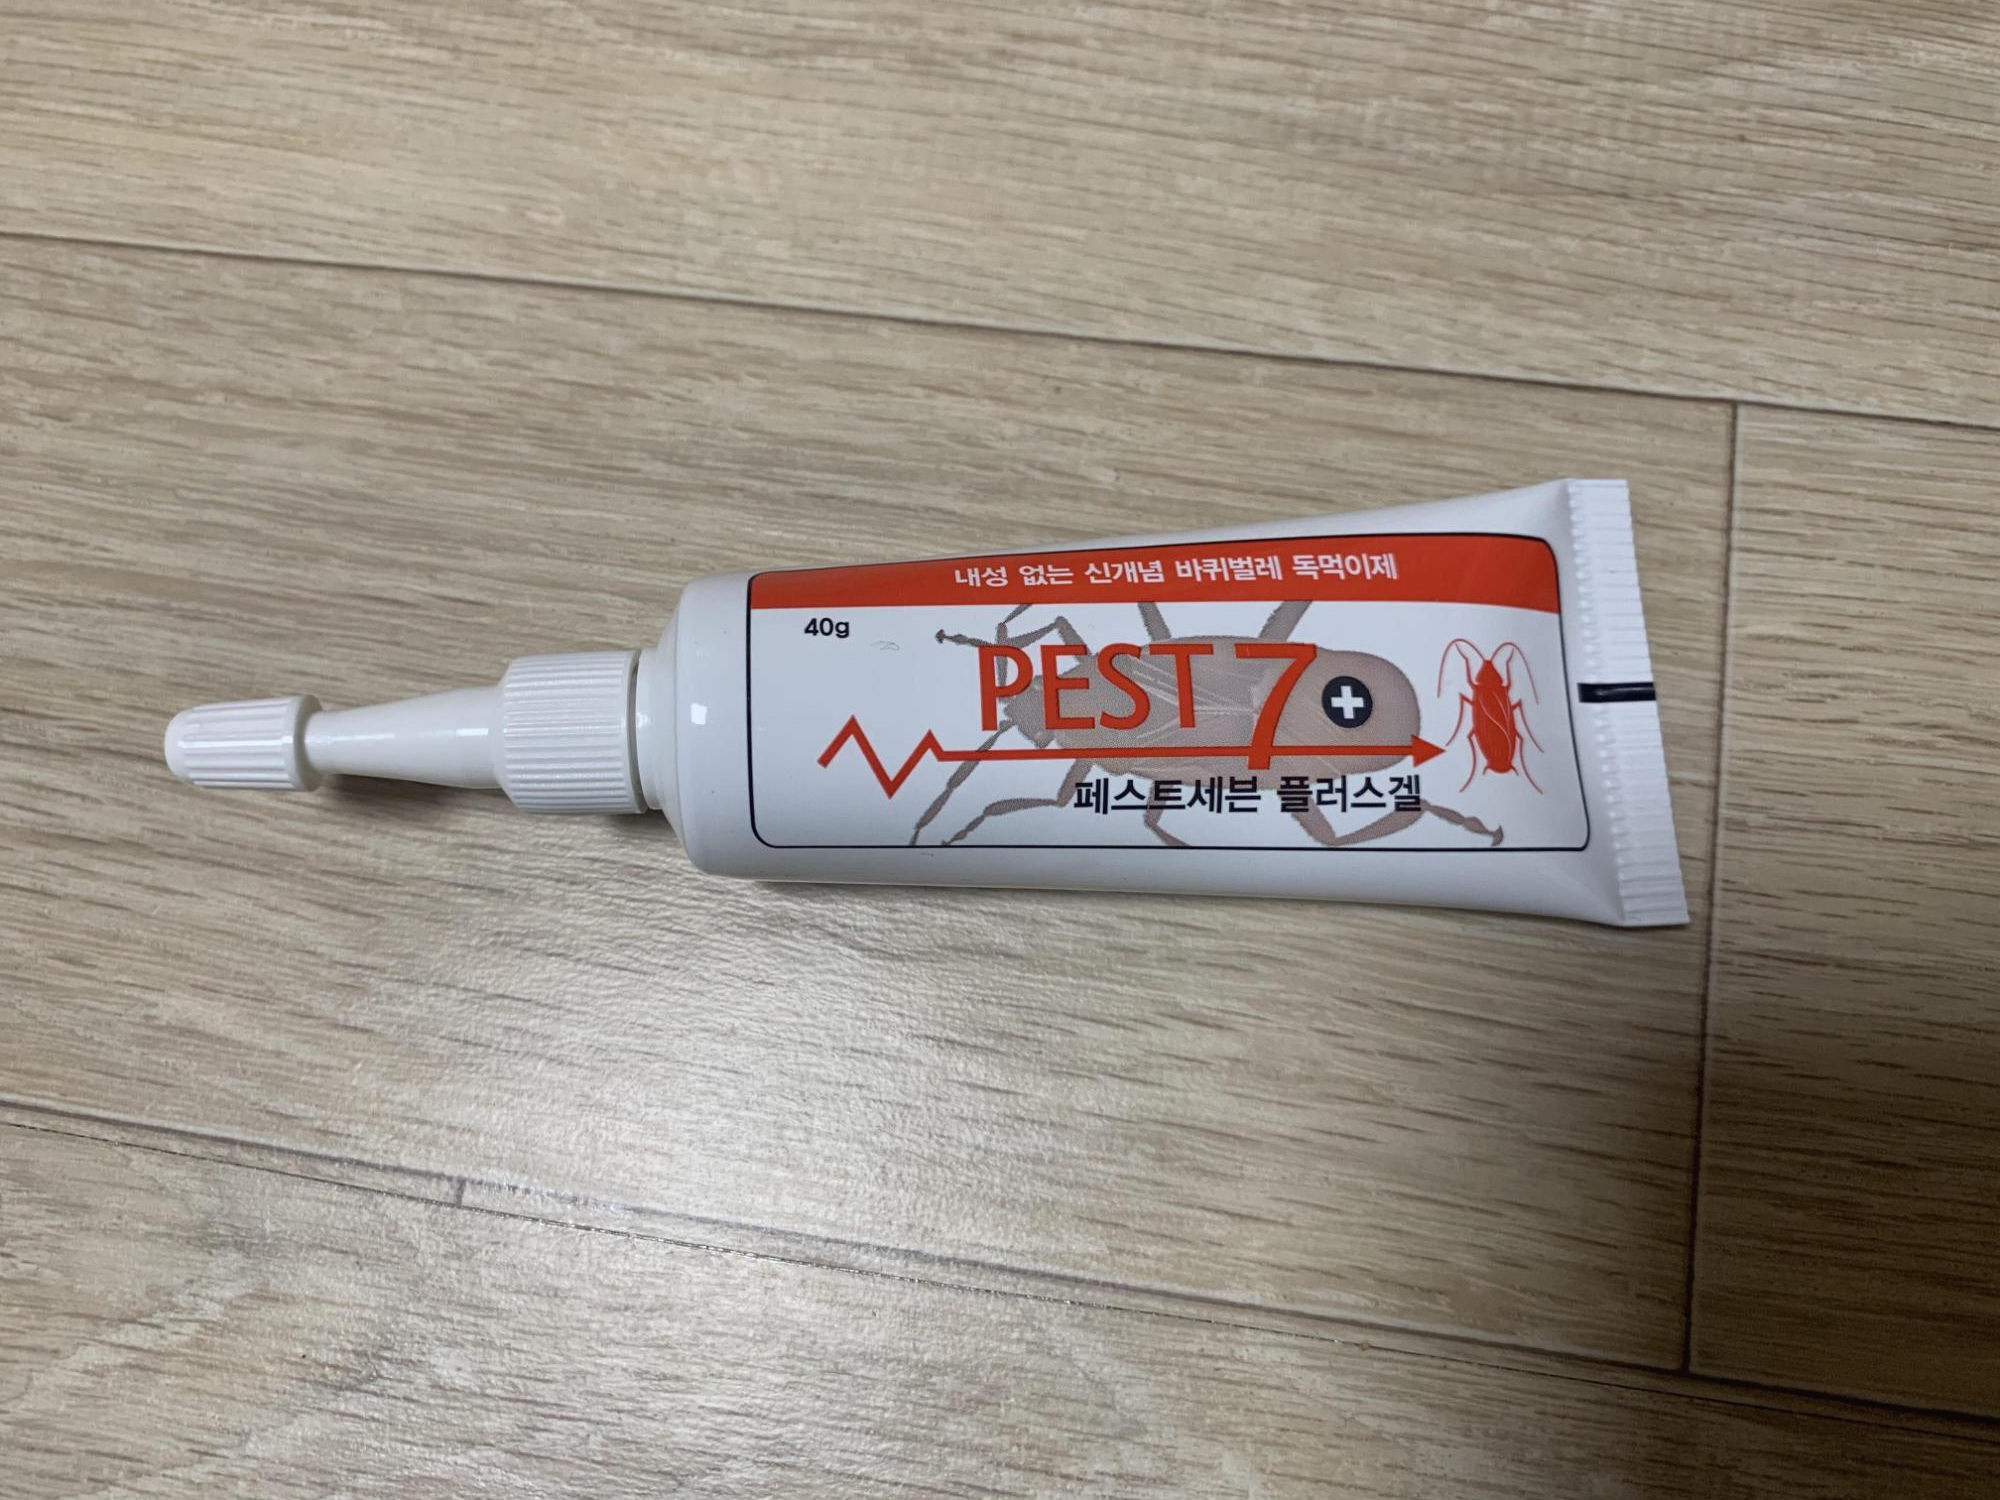 내성 없는 신개념 바퀴벌레 독먹이제
40g
PEST 7 +
페스트세븐 플러스겔